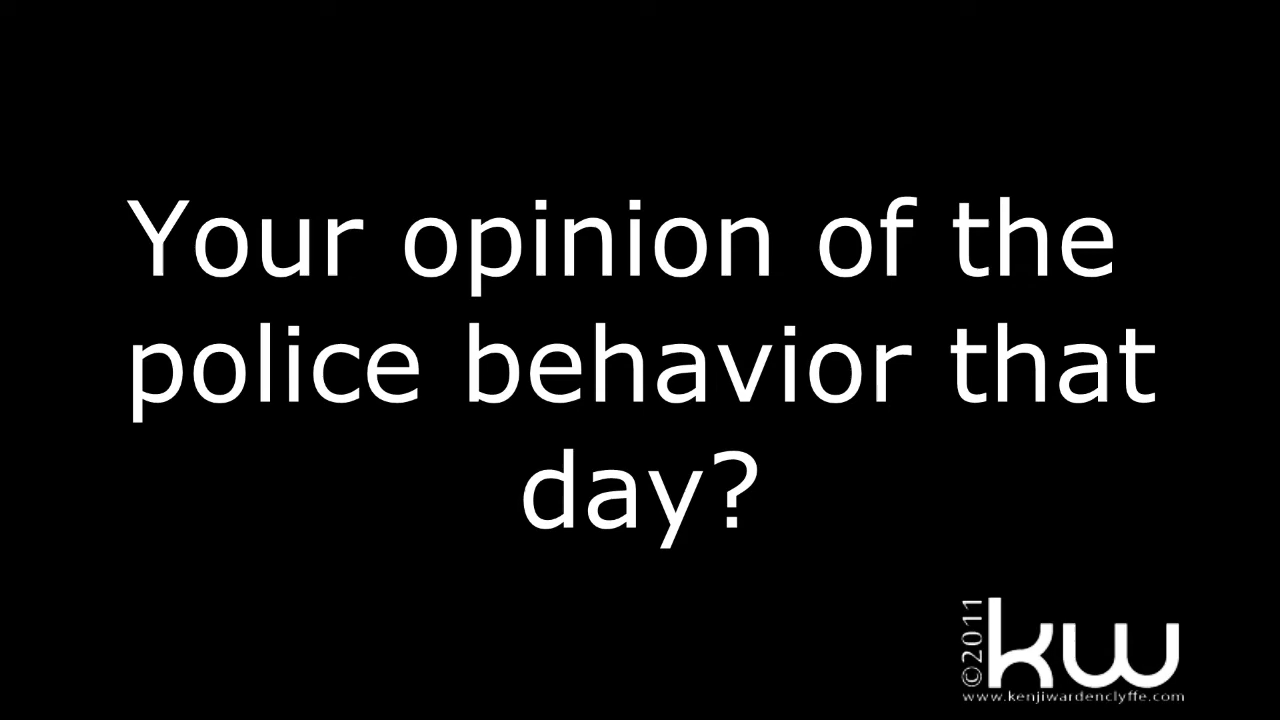 Your opinion of the
police behavior that
day?
©2011
kw
www.kenjiwardenclyffe.com